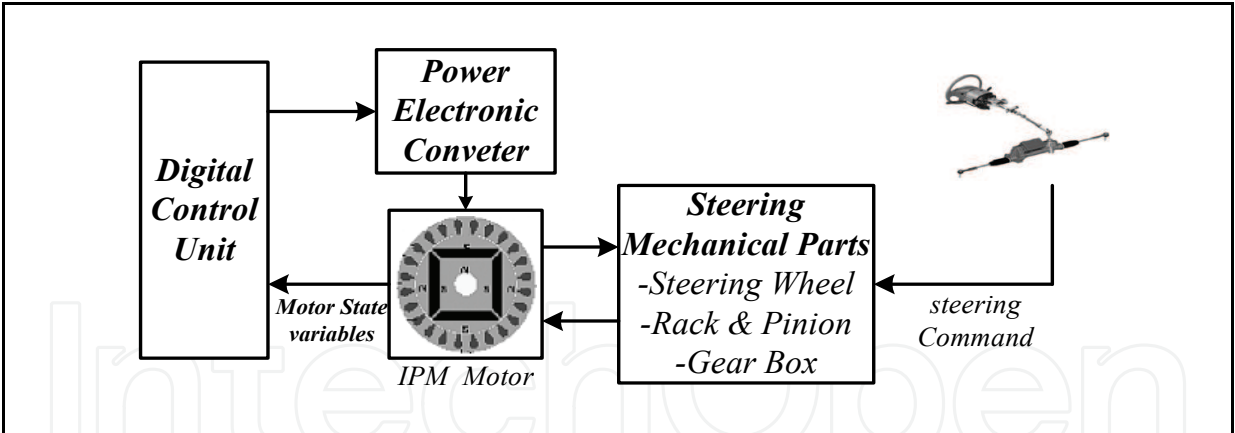 Power
Electronic
Conveter
Digital
Control
Unit
Motor State
variables
IPM Motor
Steering
Mechanical Parts
-Steering Wheel
-Rack & Pinion
-Gear Box
steering
Command
IntechOpen